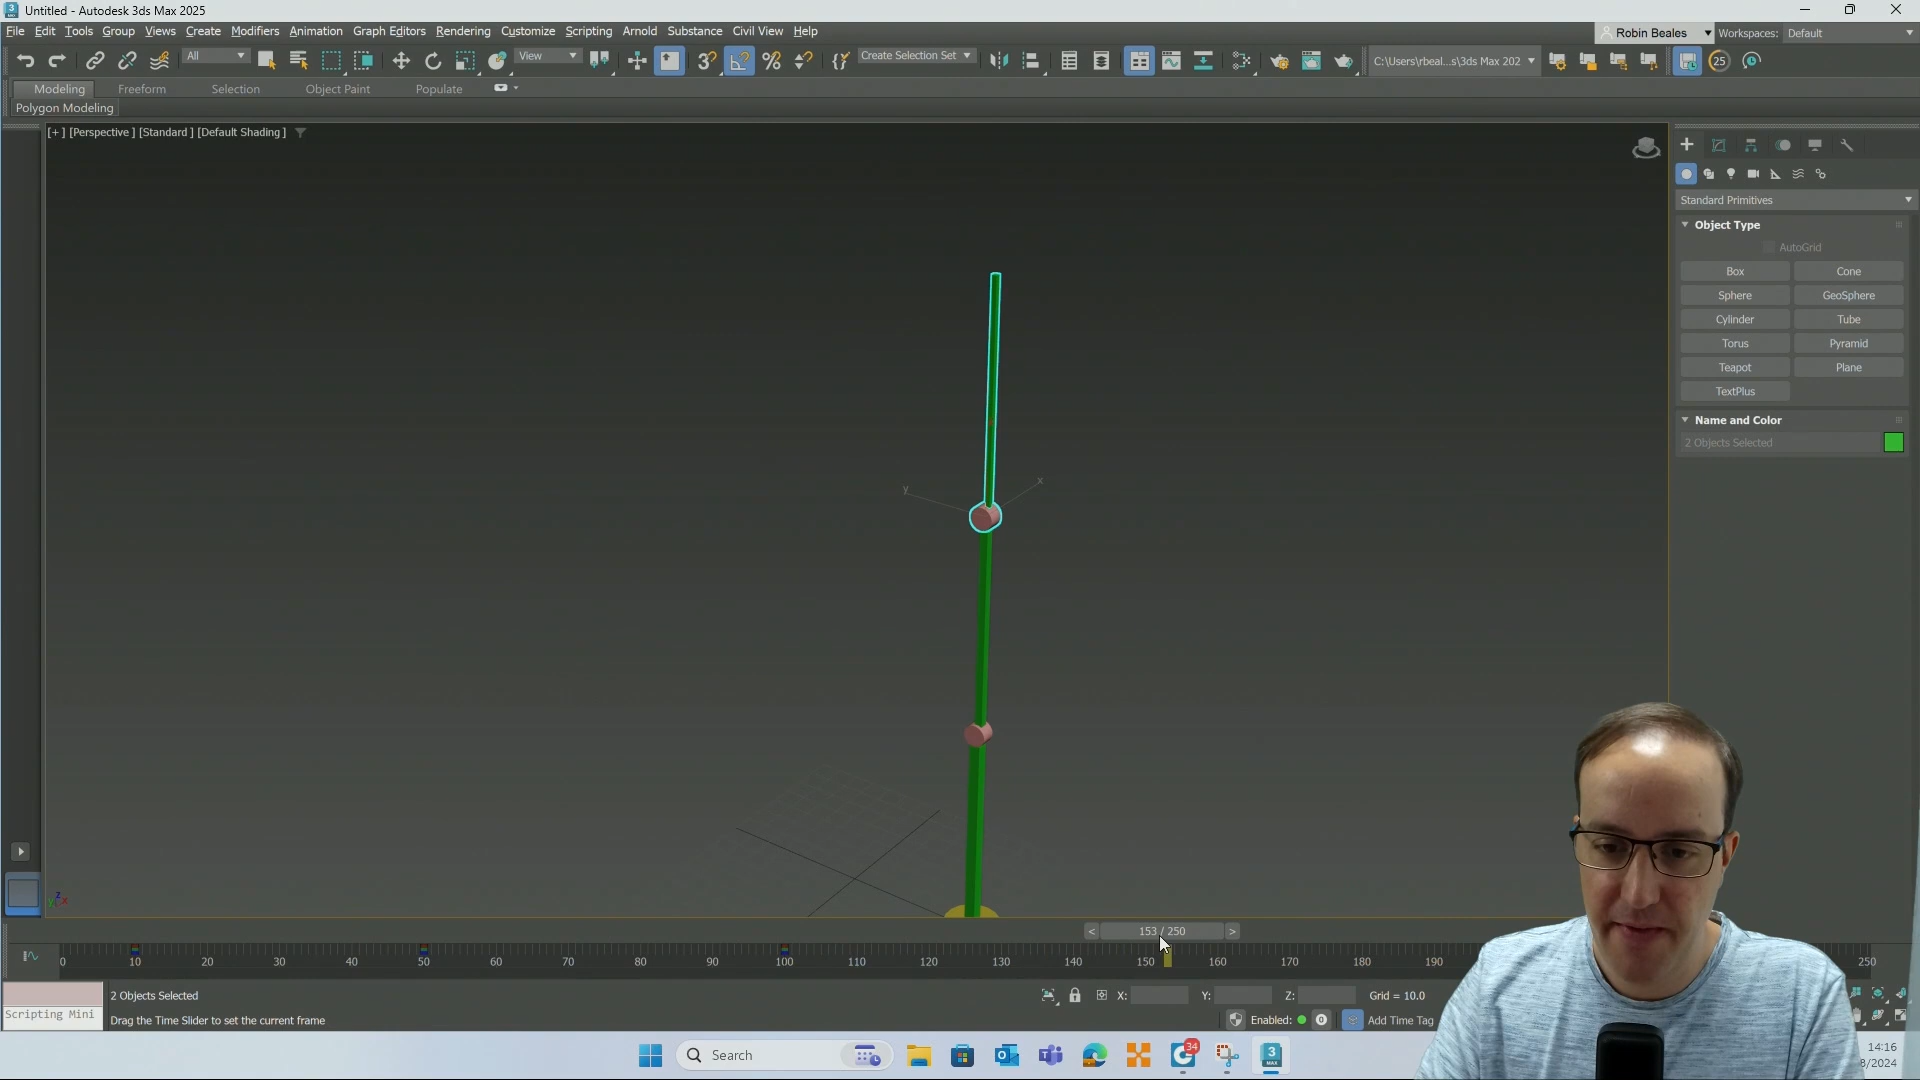 Untitled - Autodesk 3ds Max 2025
File Edit Tools Group Views Create Modifiers Animation Graph Editors Rendering Customize Scripting Arnold Substance Civil View Help
Robin Beales Workspaces: Default
All View Create Selection Set C:\Users\rbeal...s\3ds Max 202 25
Modeling Freeform Selection Object Paint Populate
Polygon Modeling
[+] [Perspective ] [Standard ] [Default Shading ]
Standard Primitives
Object Type
AutoGrid
Box Cone
Sphere GeoSphere
Cylinder Tube
Torus Pyramid
Teapot Plane
TextPlus
Name and Color
2 Objects Selected
x
y
z
y x
< 153 / 250 >
0 10 20 30 40 50 60 70 80 90 100 110 120 130 140 150 160 170 180 190 250
2 Objects Selected X: Y: Z: Grid = 10.0
Scripting Mini
Drag the Time Slider to set the current frame Enabled: Add Time Tag
Search 34 3 MAX 14:16
8/2024